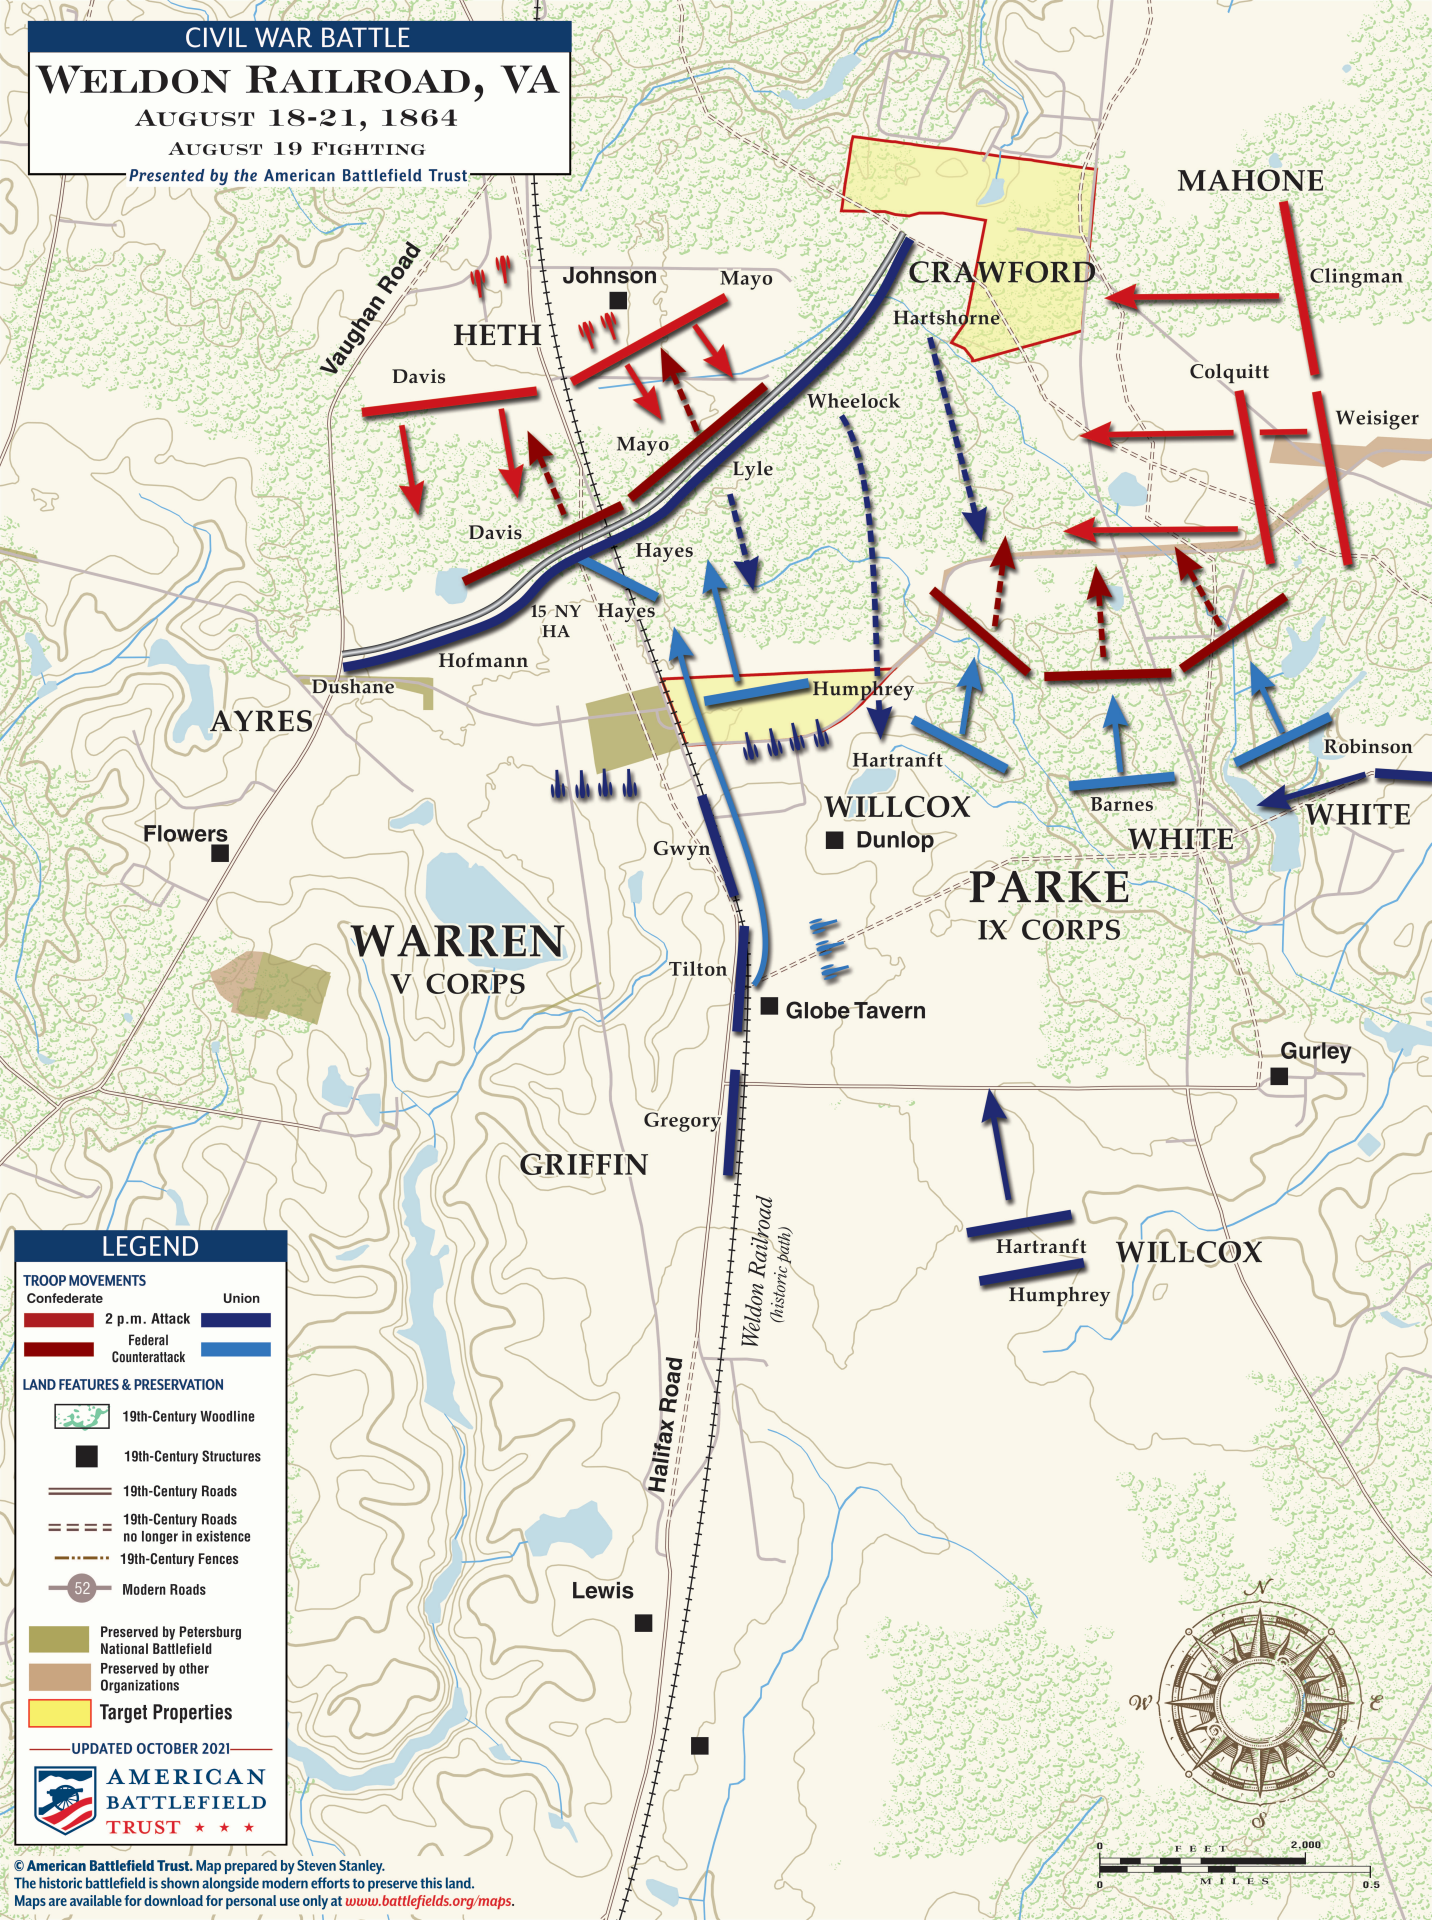 CIVIL WAR BATTLE
WELDON RAILROAD, VA
AUGUST 18-21, 1864
AUGUST 19 FIGHTING
Presented by the American Battlefield Trust
MAHONE
Vaughan Road
Johnson
Mayo
CRAWFORD
Clingman
HETH
Hartshorne
Davis
Colquitt
Wheelock
Weisiger
Mayo
Lyle
Davis
Hayes
15 NY
HA
Hayes
Hofmann
Dushane
Humphrey
AYRES
Hartranft
Robinson
Barnes
WILLCOX
WHITE
Flowers
Dunlop
WHITE
Gwyn
PARKE
IX CORPS
WARREN
V CORPS
Tilton
Globe Tavern
Gurley
Gregory
GRIFFIN
Weldon Railroad
(historic path)
Hartranft
WILLCOX
Humphrey
Halifax Road
Lewis
LEGEND
TROOP MOVEMENTS
Confederate
Union
2 p.m. Attack
Federal
Counterattack
LAND FEATURES & PRESERVATION
19th-Century Woodline
19th-Century Structures
19th-Century Roads
19th-Century Roads
no longer in existence
19th-Century Fences
52
Modern Roads
Preserved by Petersburg
National Battlefield
Preserved by other
Organizations
Target Properties
UPDATED OCTOBER 2021
AMERICAN
BATTLEFIELD
TRUST ★ ★ ★
N
W
E
S
0
FEET
2,000
0
MILES
0.5
© American Battlefield Trust. Map prepared by Steven Stanley.
The historic battlefield is shown alongside modern efforts to preserve this land.
Maps are available for download for personal use only at www.battlefields.org/maps.